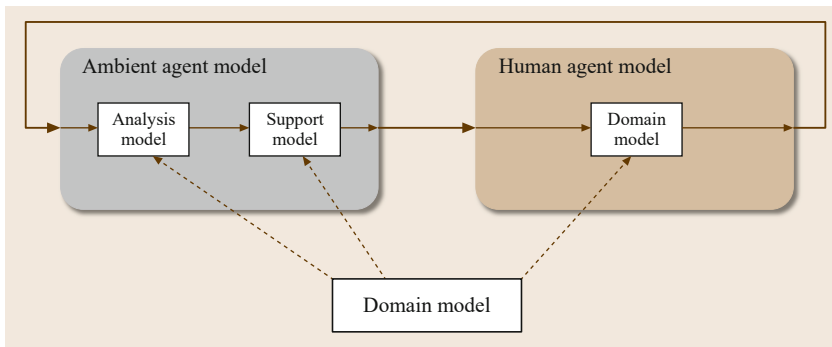 Ambient agent model
Human agent model
Analysis
model
Support
model
Domain
model
Domain model